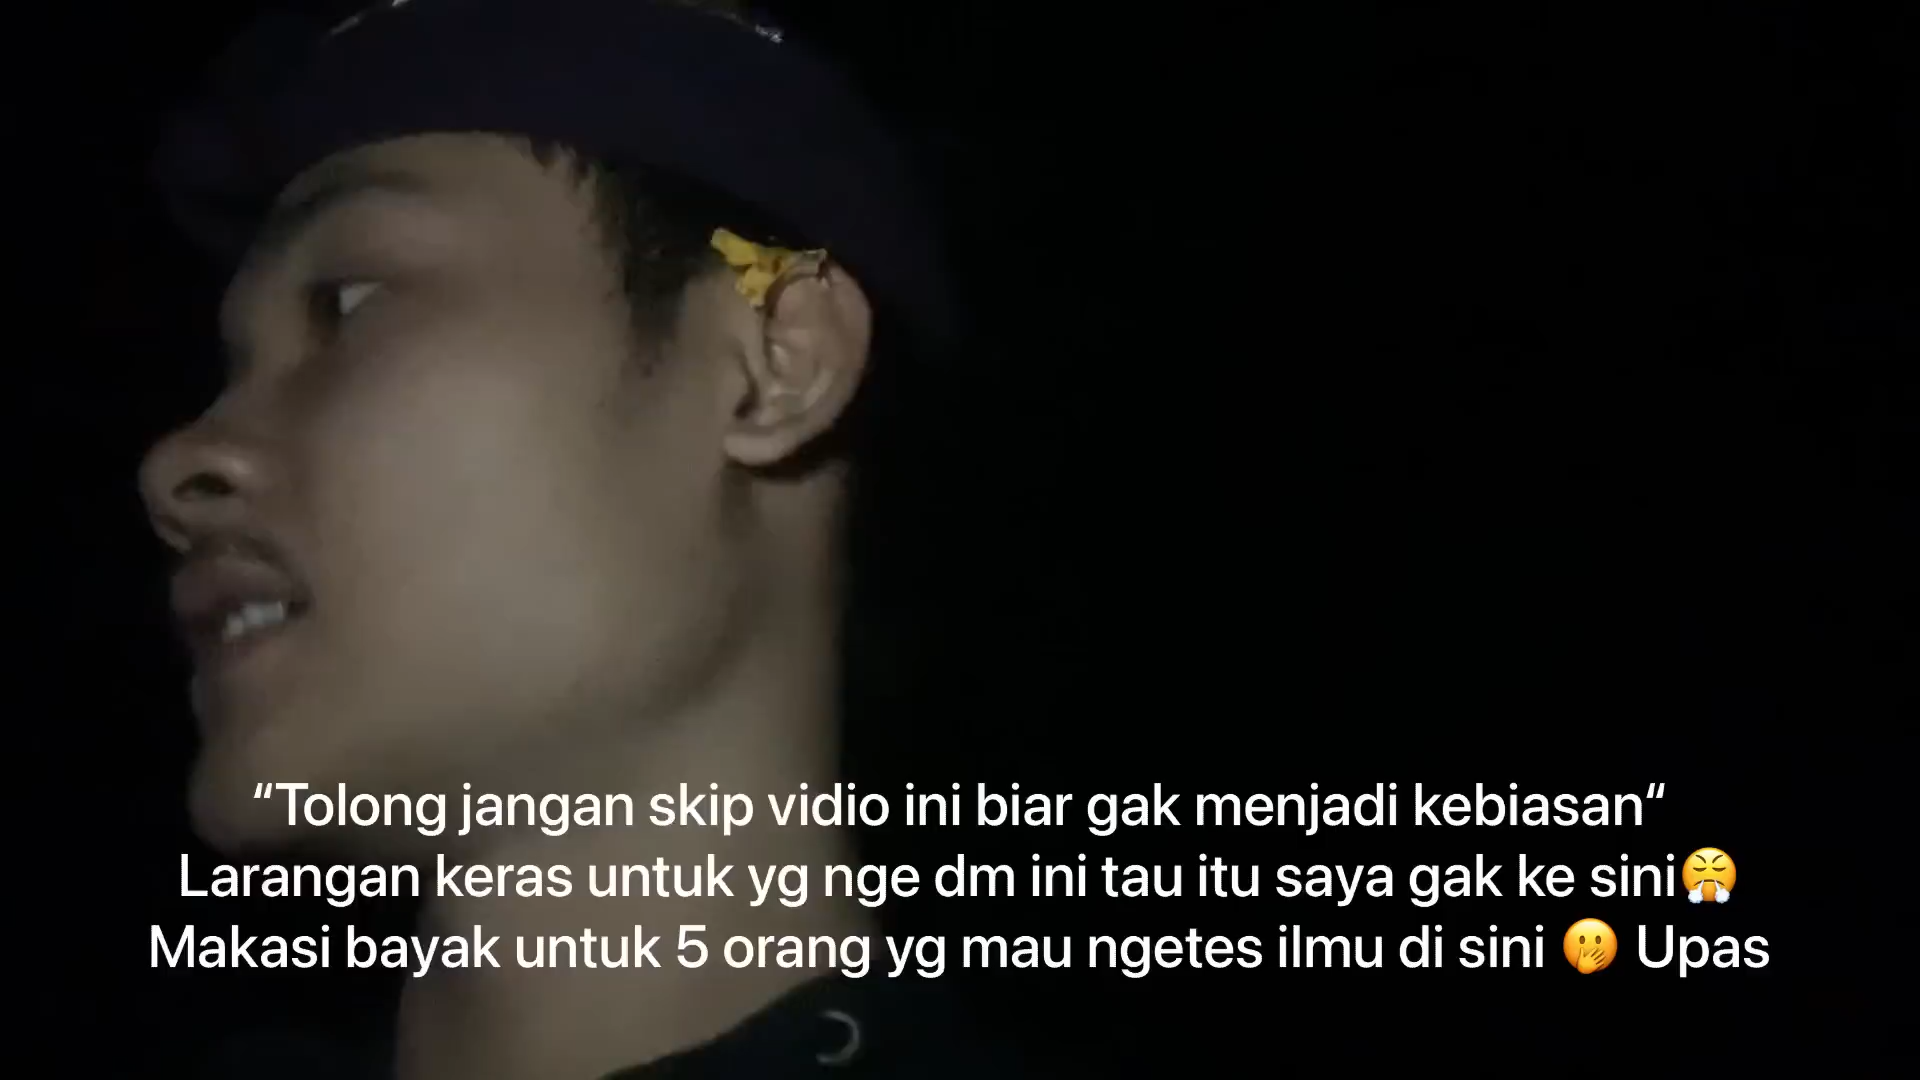 “Tolong jangan skip vidio ini biar gak menjadi kebiasan“
Larangan keras untuk yg nge dm ini tau itu saya gak ke sini😤
Makasi bayak untuk 5 orang yg mau ngetes ilmu di sini 🤭 Upas